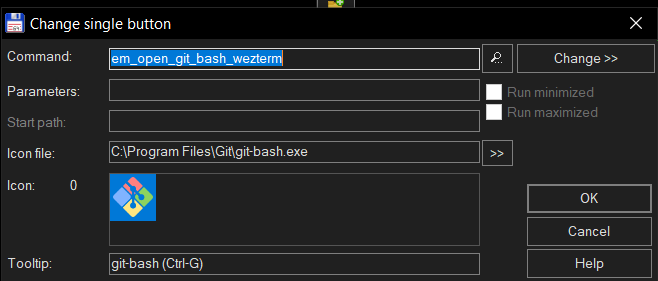 Change single button
Command: em_open_git_bash_wezterm Change >>
Parameters: Run minimized
Start path: Run maximized
Icon file: C:\Program Files\Git\git-bash.exe >>
Icon: 0
OK
Cancel
Tooltip: git-bash (Ctrl-G) Help